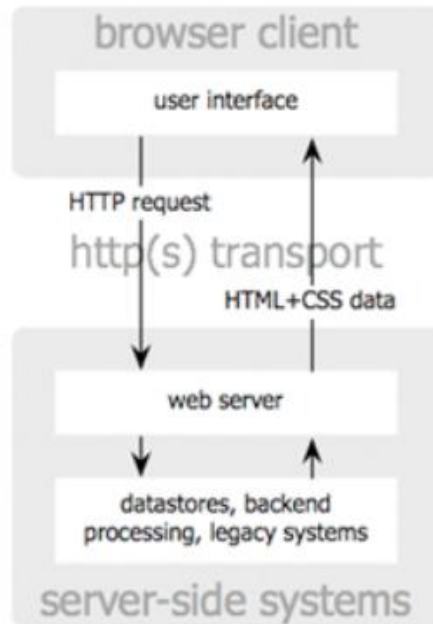 browser client
user interface
HTTP request
http(s) transport
HTML+CSS data
web server
datastores, backend
processing, legacy systems
server-side systems